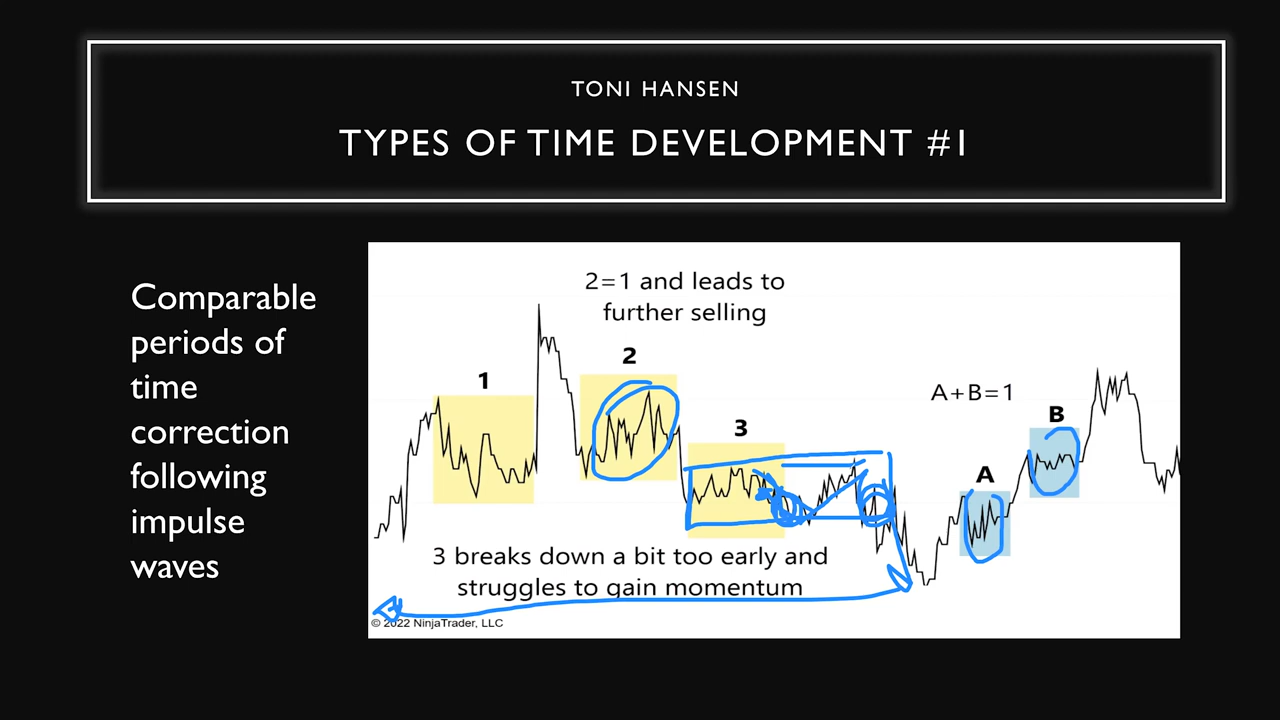 TONI HANSEN
TYPES OF TIME DEVELOPMENT #1
Comparable
periods of
time
correction
following
impulse
waves
2=1 and leads to
further selling
2
1
3
A+B=1
B
A
3 breaks down a bit too early and
struggles to gain momentum
© 2022 NinjaTrader, LLC